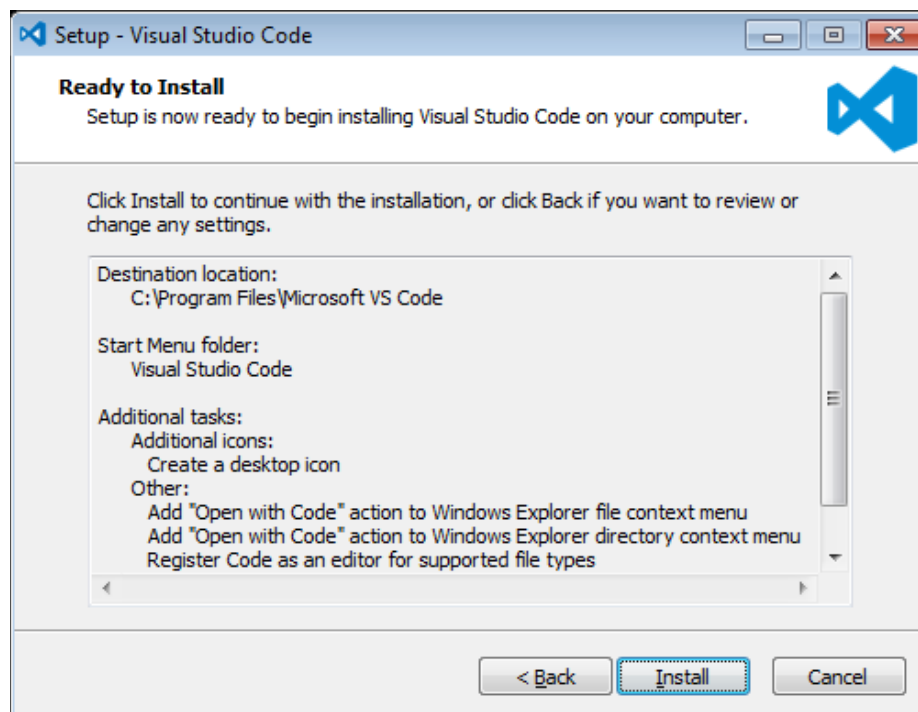 Setup - Visual Studio Code
Ready to Install
Setup is now ready to begin installing Visual Studio Code on your computer.
Click Install to continue with the installation, or click Back if you want to review or
change any settings.
Destination location:
C:\Program Files\Microsoft VS Code
Start Menu folder:
Visual Studio Code
Additional tasks:
Additional icons:
Create a desktop icon
Other:
Add "Open with Code" action to Windows Explorer file context menu
Add "Open with Code" action to Windows Explorer directory context menu
Register Code as an editor for supported file types
< Back
Install
Cancel